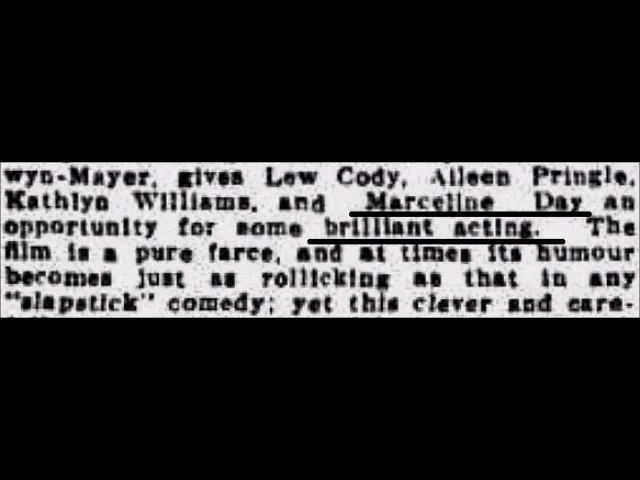 wyn-Mayer, gives Lew Cody, Aileen Pringle,
Kathlyn Williams, and Marceline Day an
opportunity for some brilliant acting. The
film is a pure farce, and at times its humour
becomes just as rollicking as that in any
"slapstick" comedy; yet this clever and care-